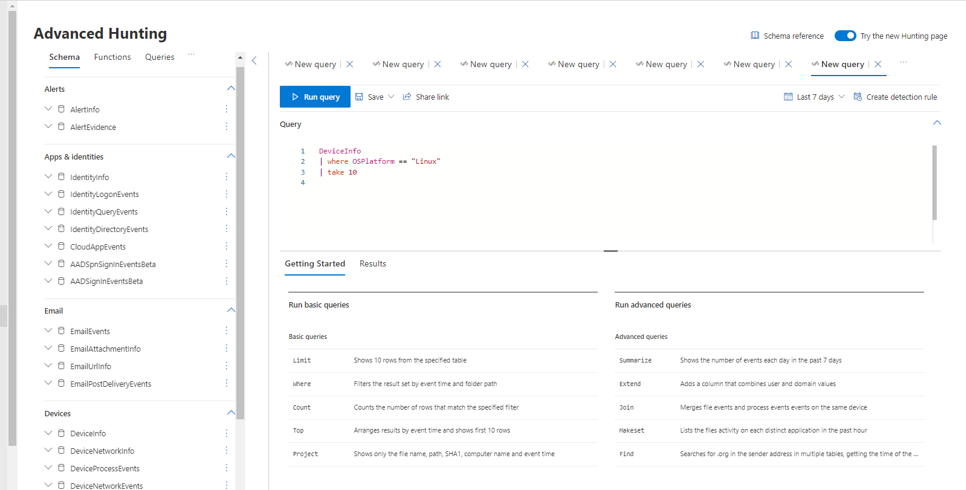 Advanced Hunting
Schema reference
Try the new Hunting page
Schema Functions Queries ...
Alerts
AlertInfo
AlertEvidence
Apps & identities
IdentityInfo
IdentityLogonEvents
IdentityQueryEvents
IdentityDirectoryEvents
CloudAppEvents
AADSpnSignInEventsBeta
AADSignInEventsBeta
Email
EmailEvents
EmailAttachmentInfo
EmailUrlInfo
EmailPostDeliveryEvents
Devices
DeviceInfo
DeviceNetworkInfo
DeviceProcessEvents
DeviceNetworkEvents
New query New query New query New query New query New query New query ...
Run query Save Share link Last 7 days Create detection rule
Query
1 DeviceInfo
2 | where OSPlatform == "Linux"
3 | take 10
4
Getting Started Results
Run basic queries
Basic queries
Limit Shows 10 rows from the specified table
Where Filters the result set by event time and folder path
Count Counts the number of rows that match the specified filter
Top Arranges results by event time and shows first 10 rows
Project Shows only the file name, path, SHA1, computer name and event time
Run advanced queries
Advanced queries
Summarize Shows the number of events each day in the past 7 days
Extend Adds a column that combines user and domain values
Join Merges file events and process events events on the same device
Makeset Lists the files activity on each distinct application in the past hour
Find Searches for .org in the sender address in multiple tables, getting the time of the ...